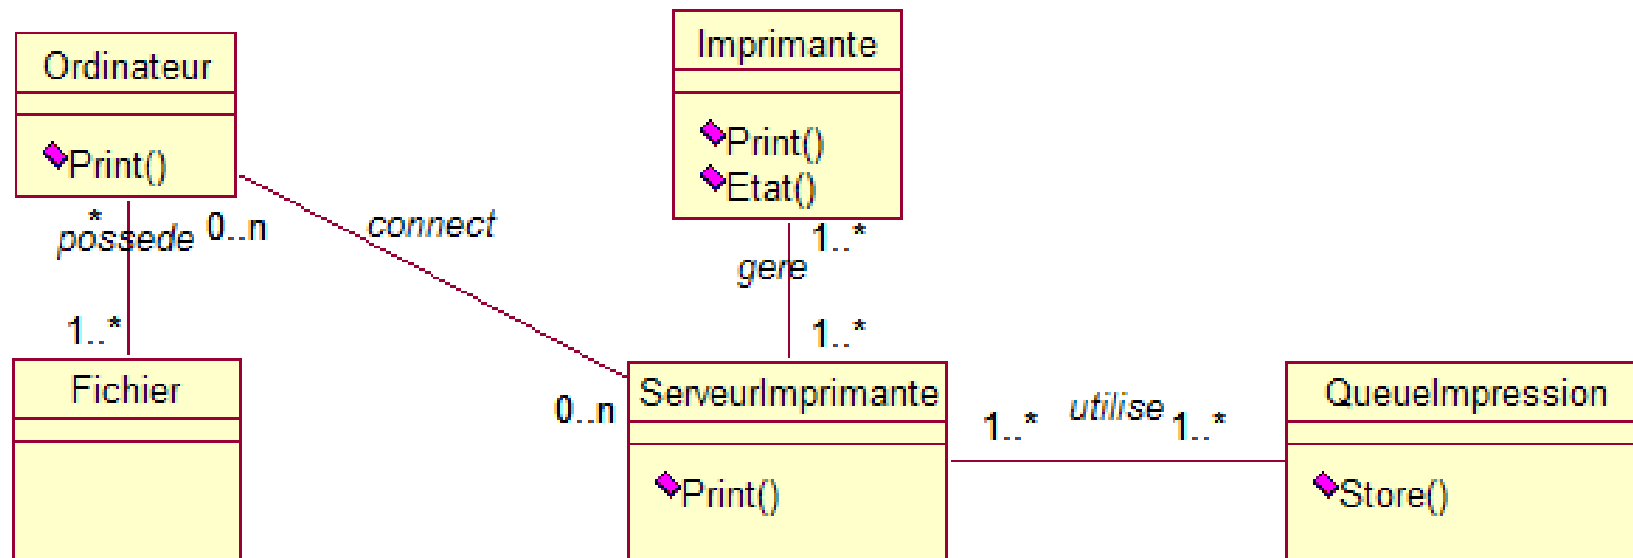 Ordinateur
Print()
Imprimante
Print()
Etat()
*
possede
0..n
connect
1..*
gere
1..*
1..*
Fichier
0..n
ServeurImprimante
Print()
1..*
utilise
1..*
QueueImpression
Store()